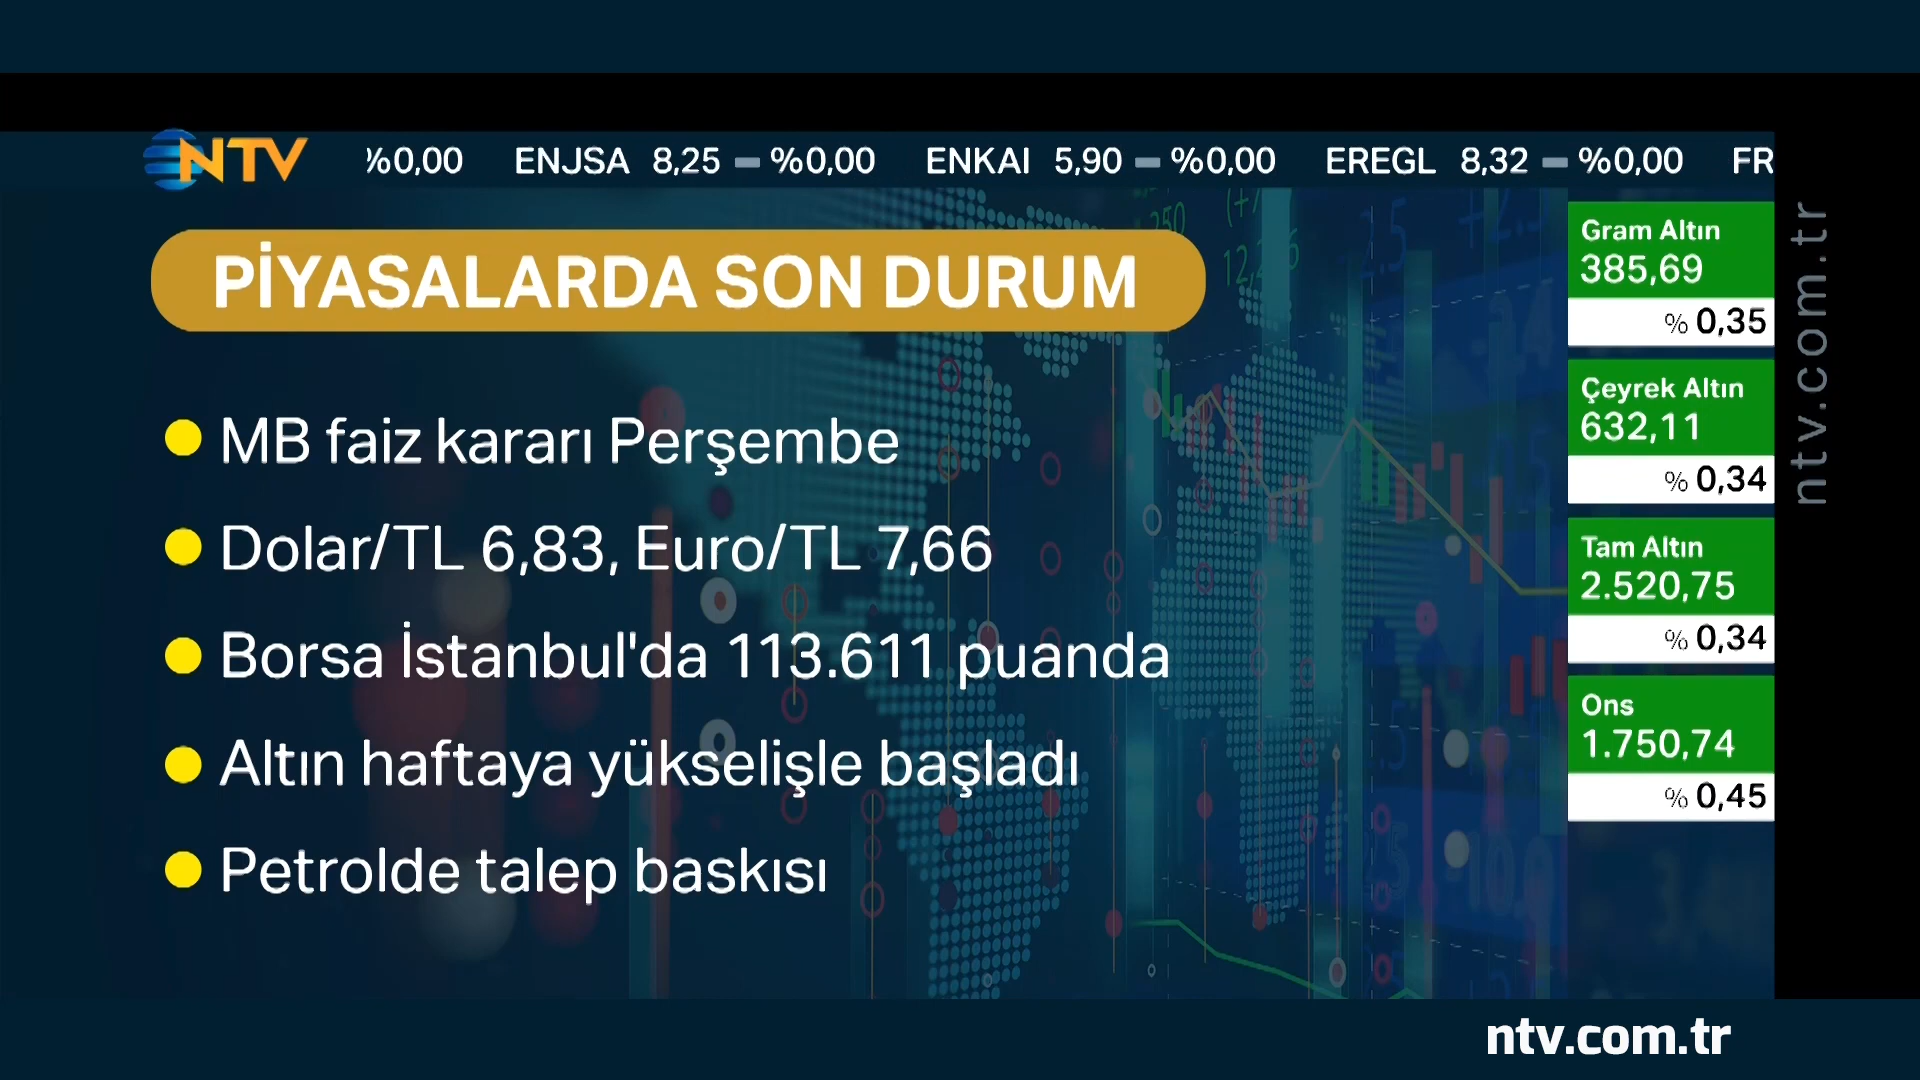 NTV
%0,00 ENJSA 8,25 %0,00 ENKAI 5,90 %0,00 EREGL 8,32 %0,00 FR
PİYASALARDA SON DURUM
MB faiz kararı Perşembe
Dolar/TL 6,83, Euro/TL 7,66
Borsa İstanbul'da 113.611 puanda
Altın haftaya yükselişle başladı
Petrolde talep baskısı
Gram Altın
385,69
% 0,35
Çeyrek Altın
632,11
% 0,34
Tam Altın
2.520,75
% 0,34
Ons
1.750,74
% 0,45
ntv.com.tr
ntv.com.tr